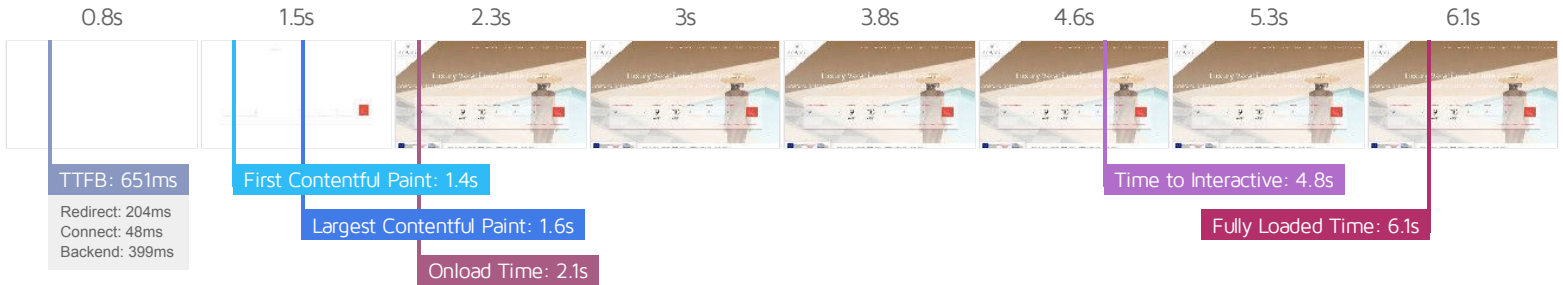 0.8s
1.5s
2.3s
3s
3.8s
4.6s
5.3s
6.1s
TTFB: 651ms
Redirect: 204ms
Connect: 48ms
Backend: 399ms
First Contentful Paint: 1.4s
Largest Contentful Paint: 1.6s
Onload Time: 2.1s
Time to Interactive: 4.8s
Fully Loaded Time: 6.1s